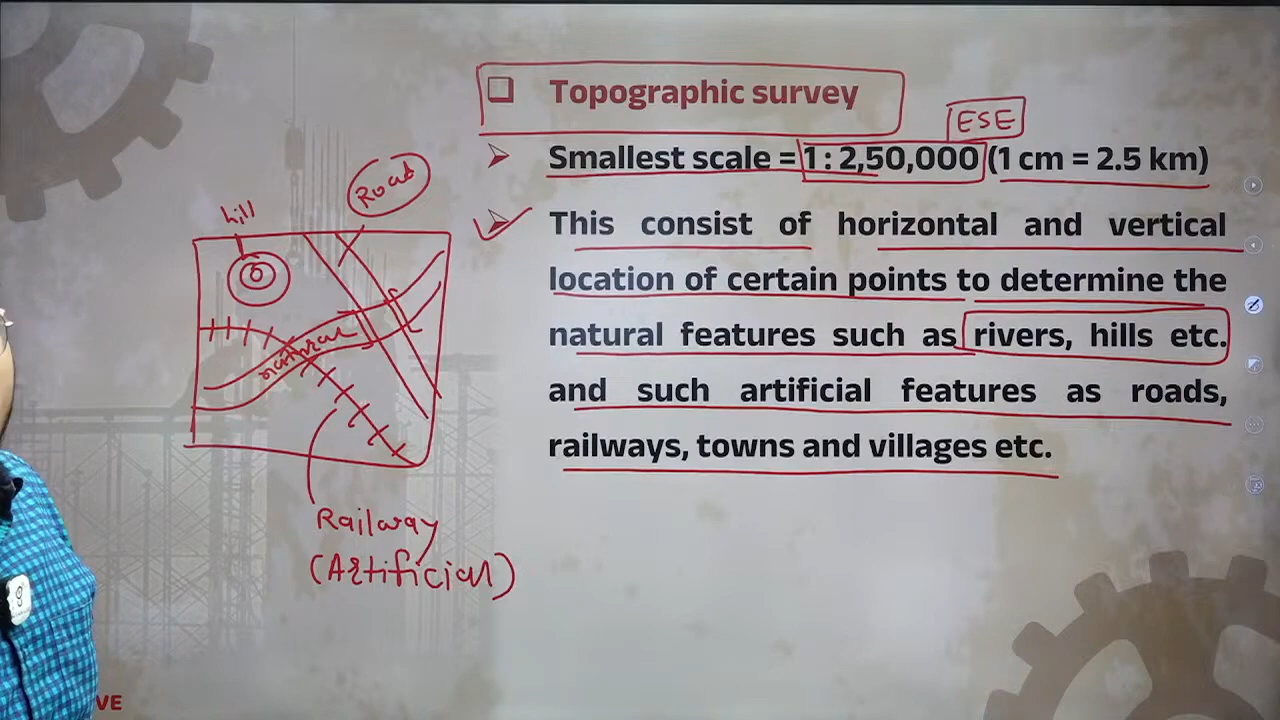 Topographic survey
ESE
Smallest scale = 1 : 2,50,000 (1 cm = 2.5 km)
This consist of horizontal and vertical
location of certain points to determine the
natural features such as rivers, hills etc.
and such artificial features as roads,
railways, towns and villages etc.
Road
hill
natural
Railway
(Artificial)
VE